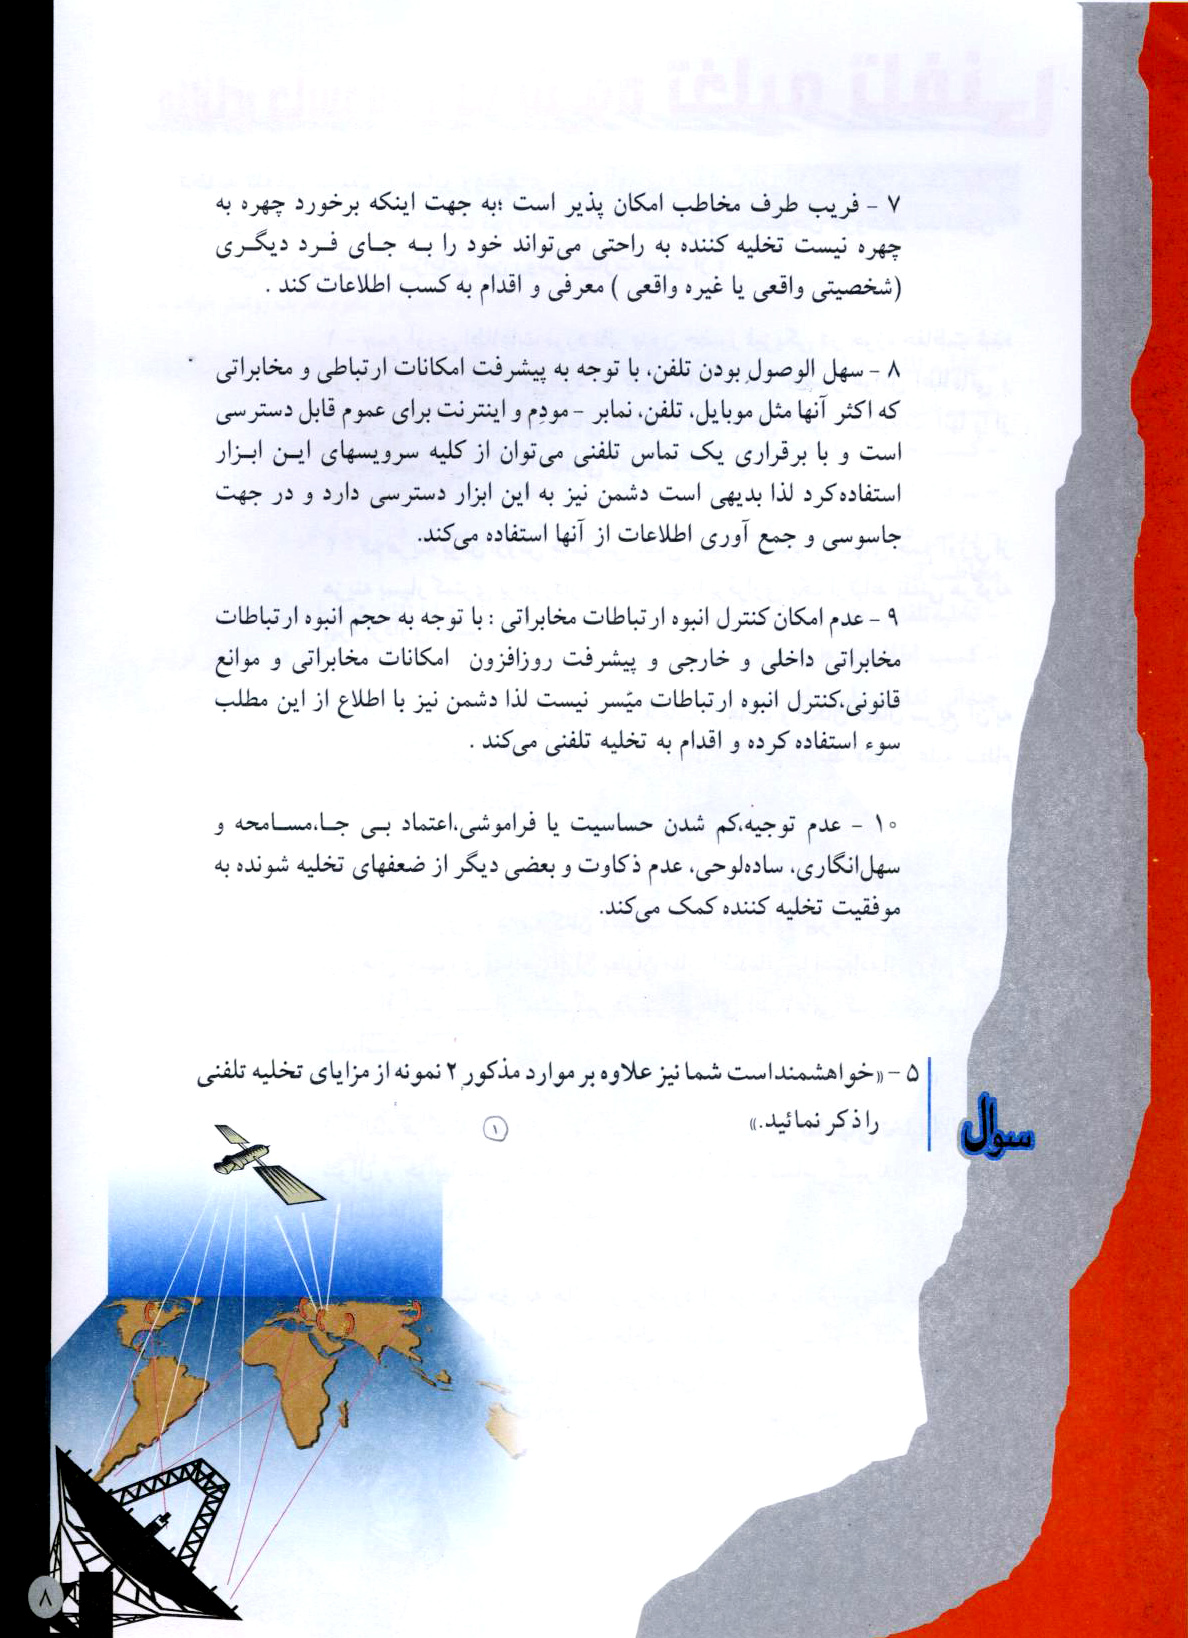 ۷ - فریب طرف مخاطب امکان پذیر است ؛به جهت اینکه برخورد چهره به
چهره نیست تخلیه کننده به راحتی می‌تواند خود را بـه جـای فـرد دیگـری
(شخصیتی واقعی یا غیره واقعی ) معرفی و اقدام به کسب اطلاعات کند .
۸ - سهل الوصول بودن تلفن، با توجه به پیشرفت امکانات ارتباطی و مخابراتی
که اکثر آنها مثل موبایل، تلفن، نمابر - مودم و اینترنت برای عموم قابل دسترسی
است و با برقراری یک تماس تلفنی می‌توان از کلیه سرویسهای ایـن ابـزار
استفاده‌کرد لذا بدیهی است دشمن نیز به این ابزار دسترسی دارد و در جهت
جاسوسی و جمع آوری اطلاعات از آنها استفاده می‌کند.
۹ - عدم امکان کنترل انبوه ارتباطات مخابراتی : با توجه به حجم انبوه ارتباطات
مخابراتی داخلی و خارجی و پیشرفت روزافزون امکانات مخابراتی و موانع
قانونی،کنترل انبوه ارتباطات میّسر نیست لذا دشمن نیز با اطلاع از این مطلب
سوء استفاده کرده و اقدام به تخلیه تلفنی می‌کند .
۱۰ - عدم توجیه،کم شدن حساسیت یا فراموشی،اعتماد بـی جـا،مسـامحه و
سهل‌انگاری، ساده‌لوحی، عدم ذکاوت و بعضی دیگر از ضعفهای تخلیه شونده به
موفقیت تخلیه کننده کمک می‌کند.
۵ - «خواهشمنداست شما نیز علاوه بر موارد مذکور ۲ نمونه از مزایای تخلیه تلفنی
را ذکر نمائید.»
سوال
۱
۸